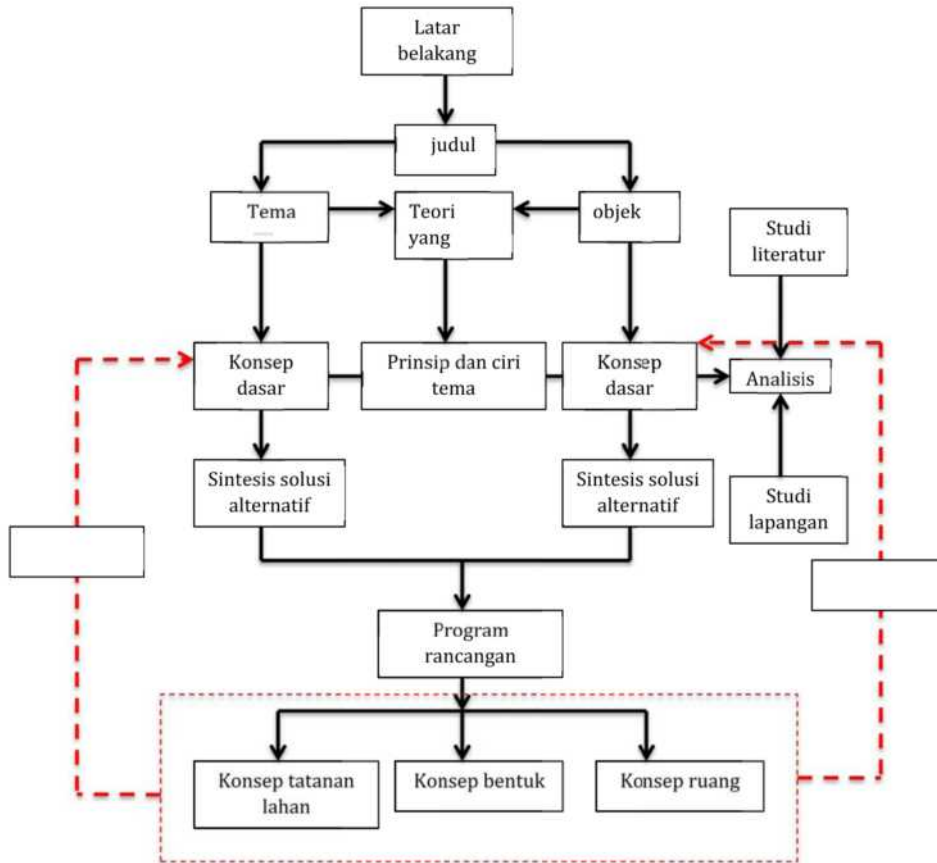 Latar
belakang
judul
Tema
Teori
yang
objek
Studi
literatur
Konsep
dasar
Prinsip dan ciri
tema
Konsep
dasar
Analisis
Sintesis solusi
alternatif
Sintesis solusi
alternatif
Studi
lapangan
Program
rancangan
Konsep tatanan
lahan
Konsep bentuk
Konsep ruang